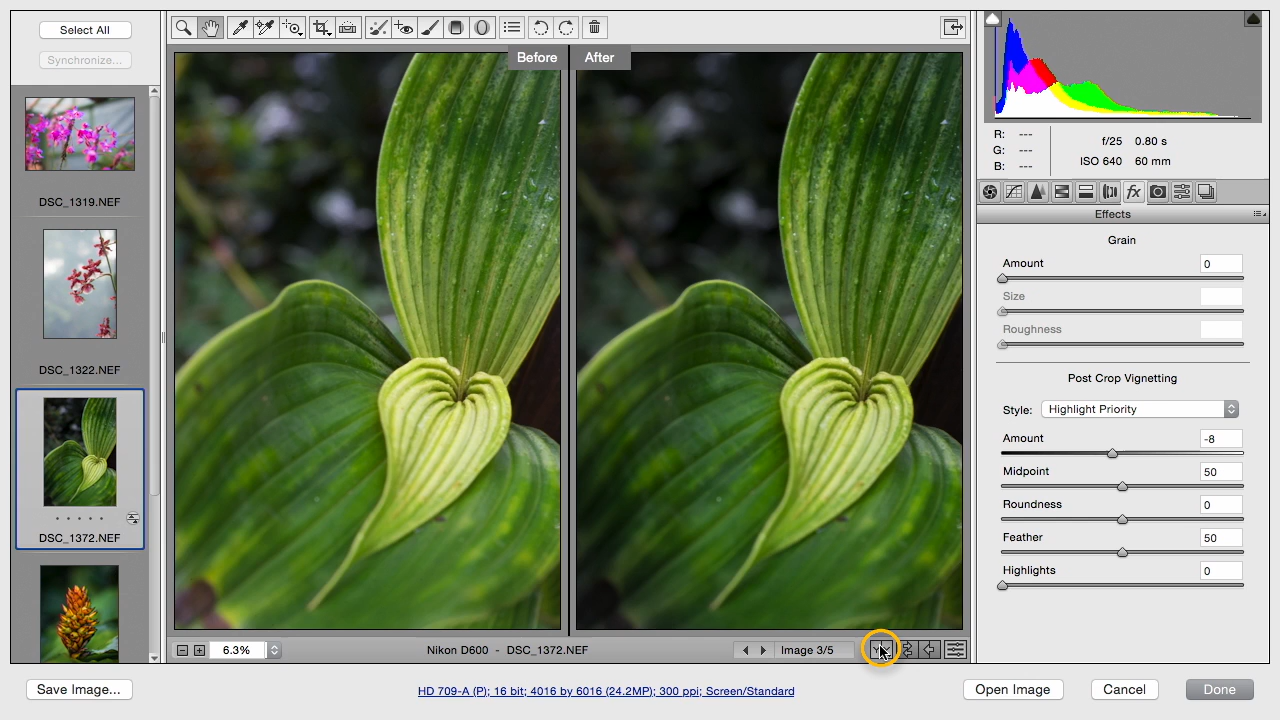 Select All
Synchronize...
DSC_1319.NEF
DSC_1322.NEF
DSC_1372.NEF
Before
After
6.3%
Nikon D600 - DSC_1372.NEF
Image 3/5
R: ---
G: ---
B: ---
f/25 0.80 s
ISO 640 60 mm
fx
Effects
Grain
Amount 0
Size
Roughness
Post Crop Vignetting
Style: Highlight Priority
Amount -8
Midpoint 50
Roundness 0
Feather 50
Highlights 0
Save Image...
HD 709-A (P); 16 bit; 4016 by 6016 (24.2MP); 300 ppi; Screen/Standard
Open Image
Cancel
Done